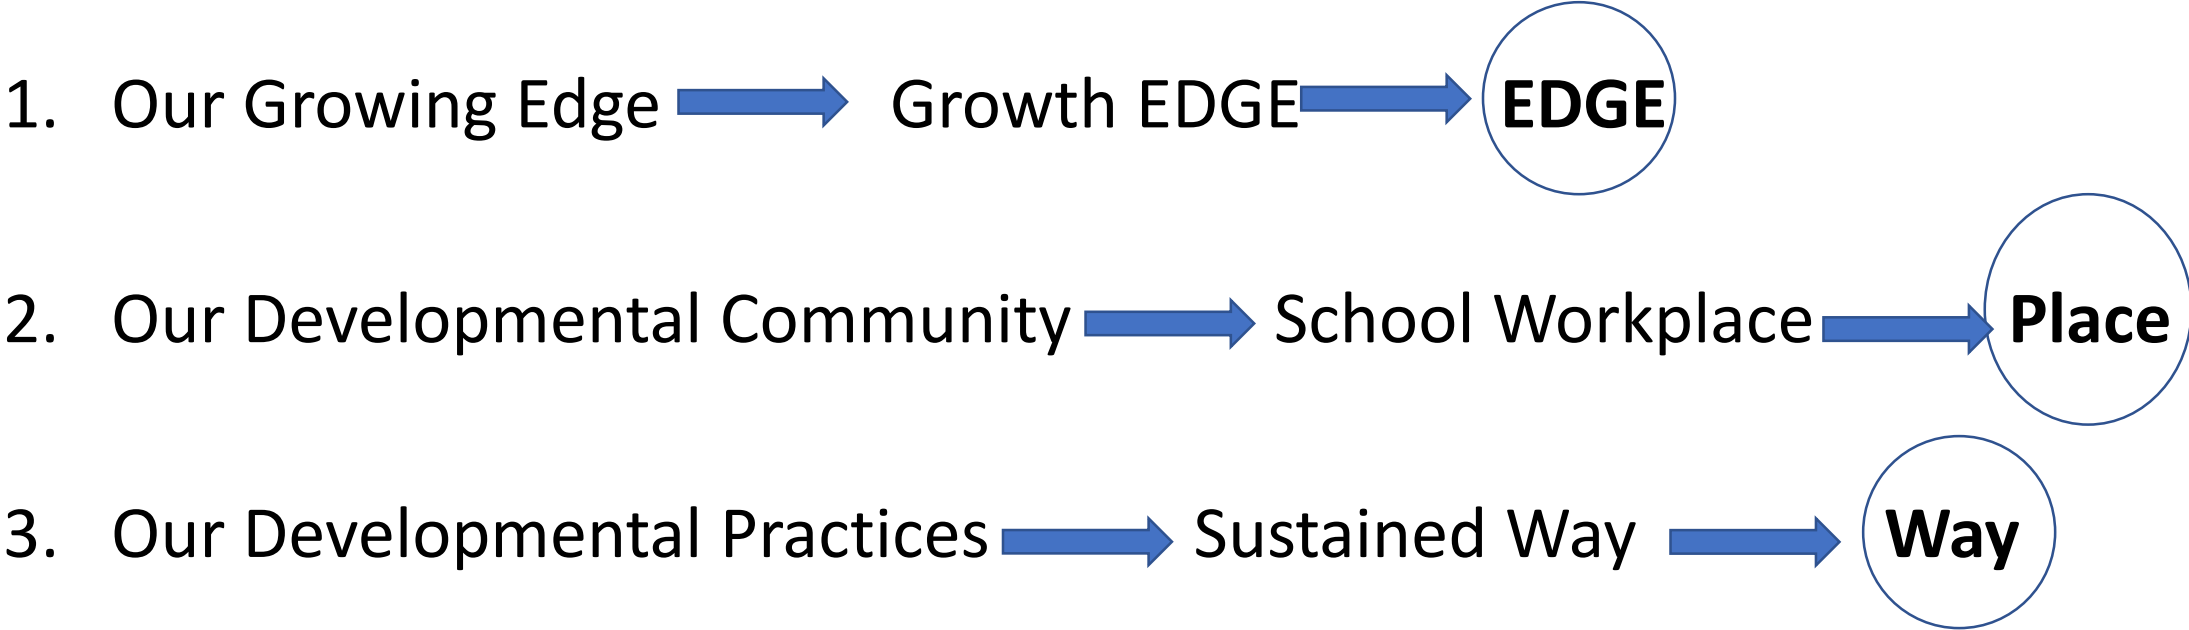 1. Our Growing Edge Growth EDGE EDGE
2. Our Developmental Community School Workplace Place
3. Our Developmental Practices Sustained Way Way